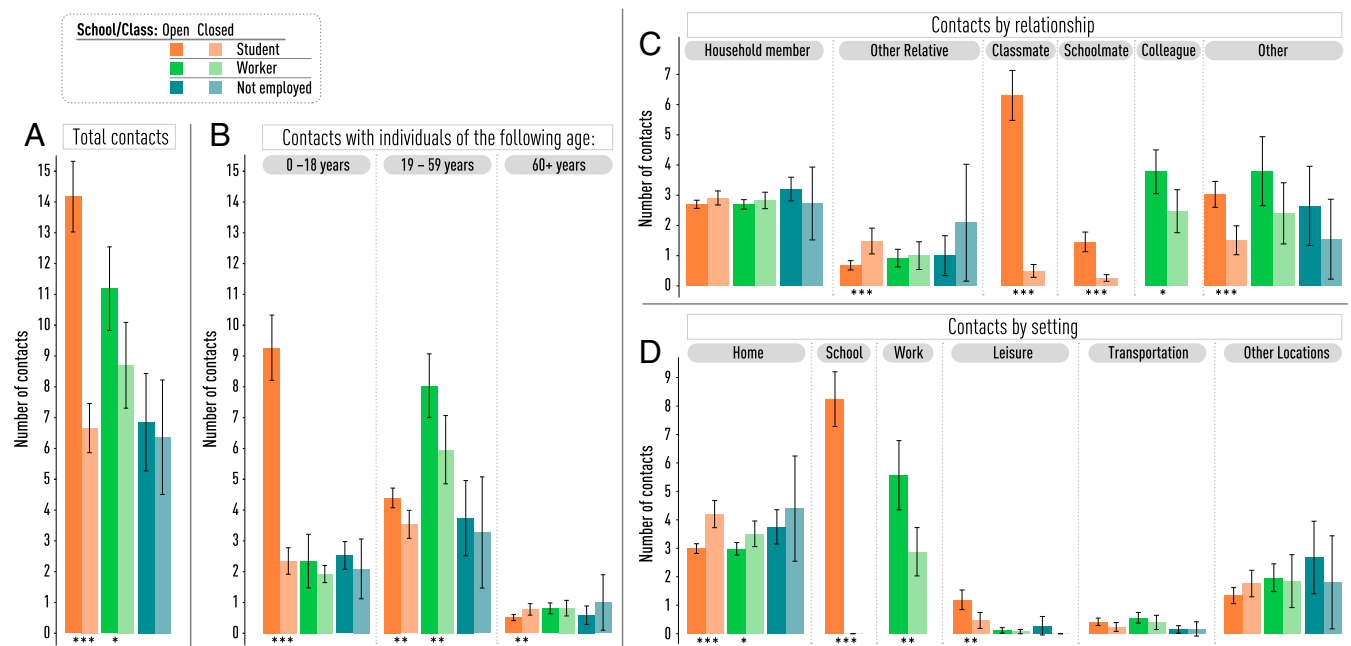 School/Class: Open Closed
Student
Worker
Not employed
A Total contacts
Number of contacts
15
14
13
12
11
10
9
8
7
6
5
4
3
2
1
0
*** *
B Contacts with individuals of the following age:
0 – 18 years 19 – 59 years 60+ years
Number of contacts
15
14
13
12
11
10
9
8
7
6
5
4
3
2
1
0
*** ** ** **
C Contacts by relationship
Household member Other Relative Classmate Schoolmate Colleague Other
Number of contacts
7
6
5
4
3
2
1
0
*** *** *** * ***
D Contacts by setting
Home School Work Leisure Transportation Other Locations
Number of contacts
9
8
7
6
5
4
3
2
1
0
*** * *** ** **